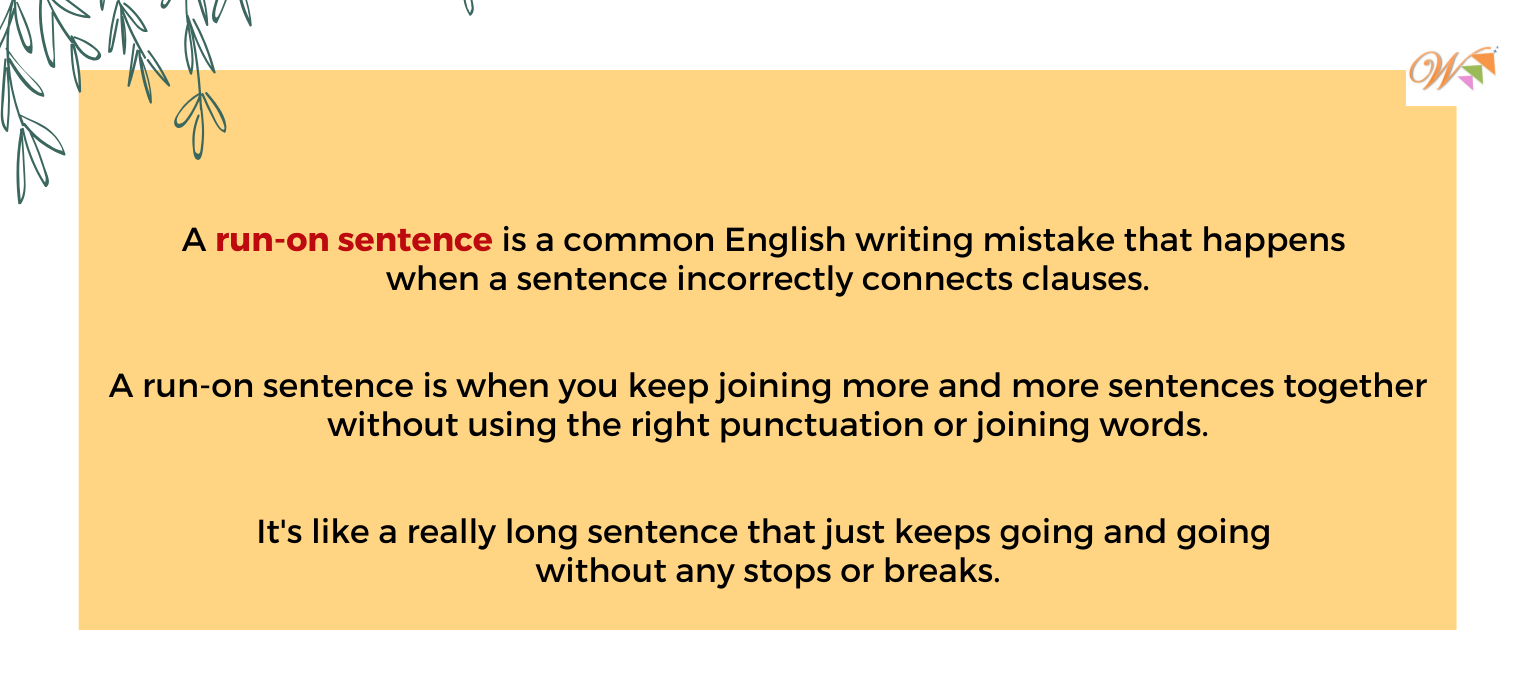 W
A run-on sentence is a common English writing mistake that happens
when a sentence incorrectly connects clauses.
A run-on sentence is when you keep joining more and more sentences together
without using the right punctuation or joining words.
It's like a really long sentence that just keeps going and going
without any stops or breaks.